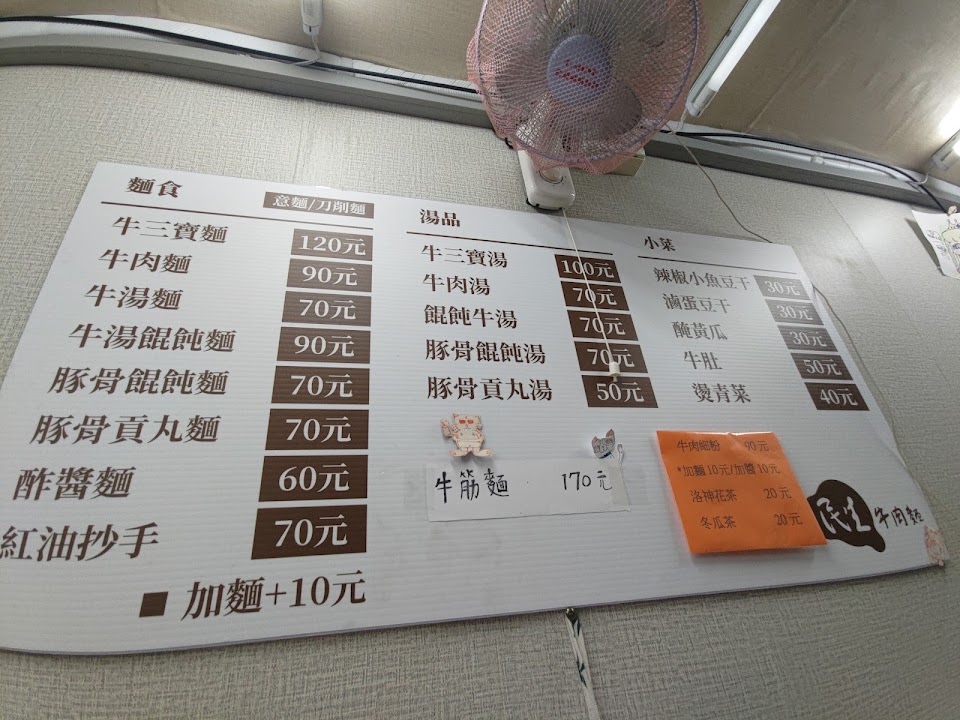 麵食 意麵/刀削麵
牛三寶麵 120元
牛肉麵 90元
牛湯麵 70元
牛湯餛飩麵 90元
豚骨餛飩麵 70元
豚骨貢丸麵 70元
酢醬麵 60元
紅油抄手 70元
■ 加麵+10元
湯品
牛三寶湯 100元
牛肉湯 70元
餛飩牛湯 70元
豚骨餛飩湯 70元
豚骨貢丸湯 50元
牛筋麵 170元
小菜
辣椒小魚豆干 30元
滷蛋豆干 30元
醃黃瓜 30元
牛肚 50元
燙青菜 40元
牛肉細粉 90元
*加麵10元/加醬10元
洛神花茶 20元
冬瓜茶 20元
民生牛肉麵